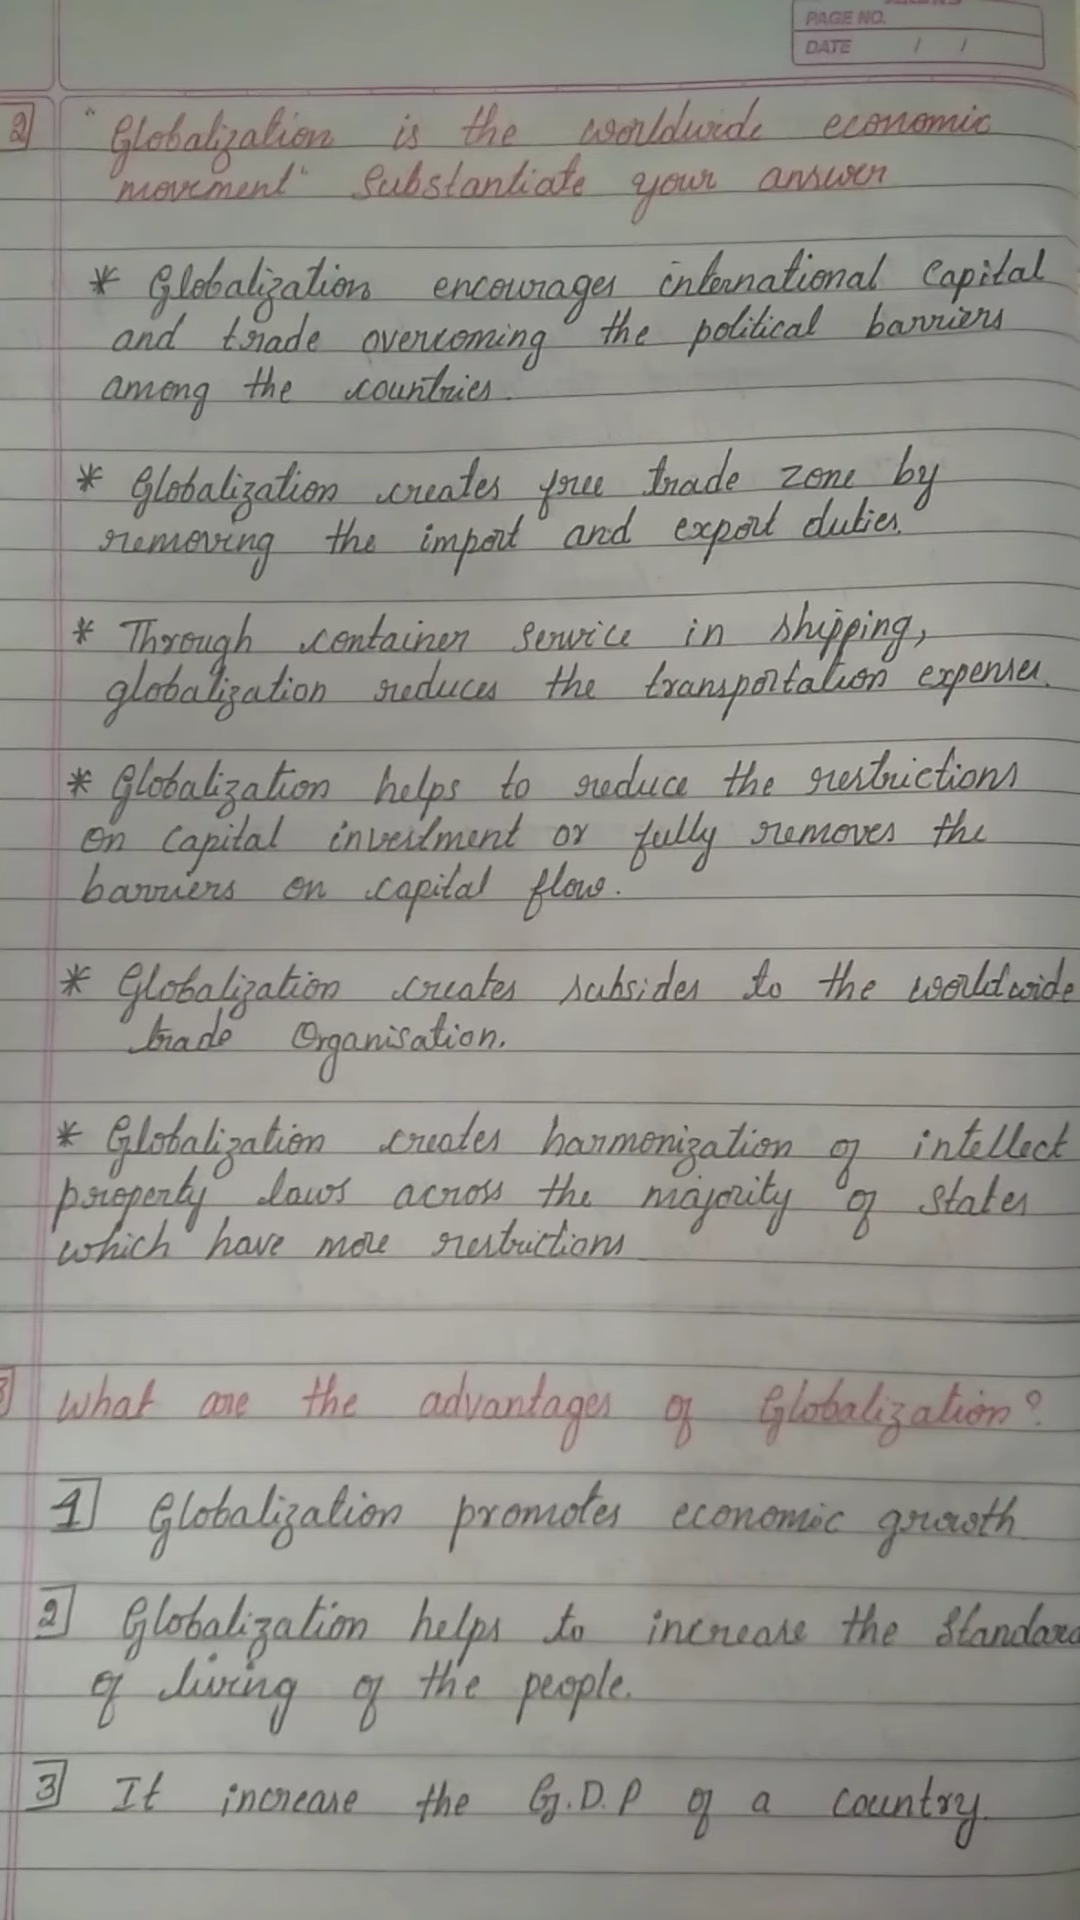 PAGE NO.
DATE / /
2] "Globalization is the worldwide economic
movement" Substantiate your answer
* Globalization encourages international Capital
and trade overcoming the political barriers
among the countries.
* Globalization creates free trade zone by
removing the import and export duties.
* Through container service in shipping,
globalization reduces the transportation expenses.
* Globalization helps to reduce the restrictions
on capital investment or fully removes the
barriers on capital flow.
* Globalization creates subsides to the worldwide
trade Organisation.
* Globalization creates harmonization of intellect
property laws across the majority of states
which have more restrictions
What are the advantages of Globalization?
1] Globalization promotes economic growth
2] Globalization helps to increase the standard
of living of the people.
3] It increase the G.D.P of a country.